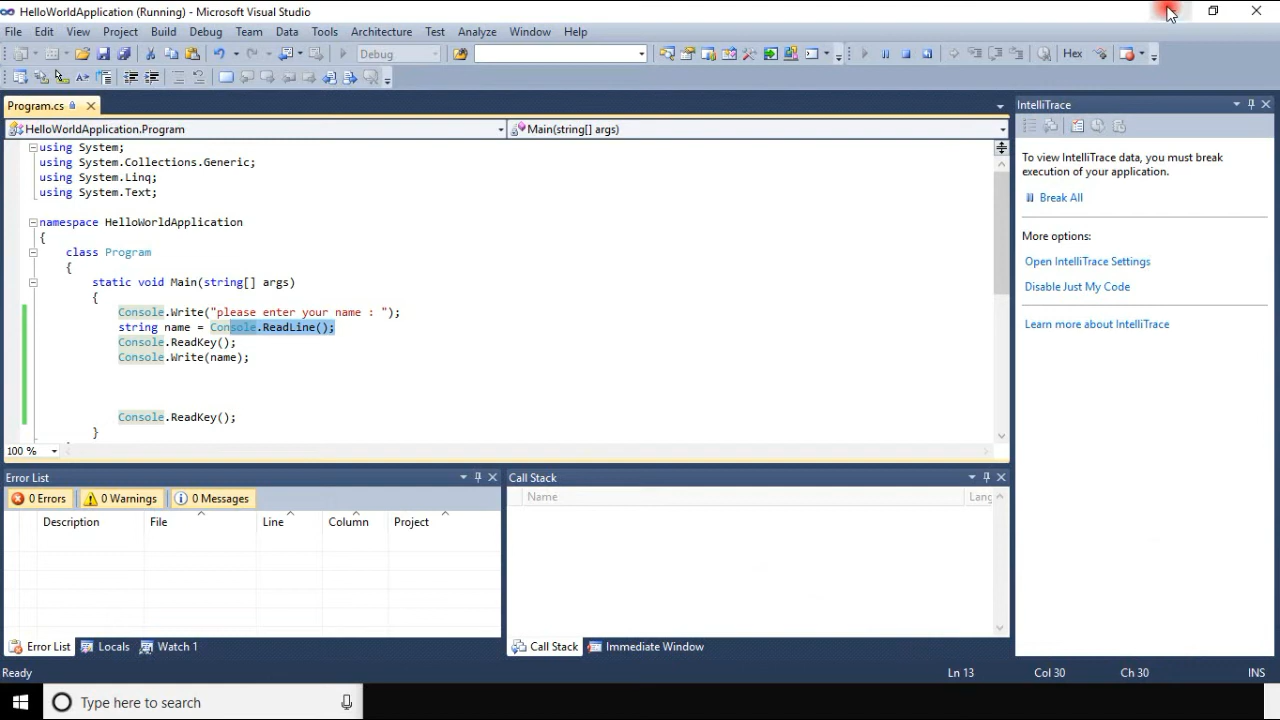 HelloWorldApplication (Running) - Microsoft Visual Studio
File Edit View Project Build Debug Team Data Tools Architecture Test Analyze Window Help
Debug Hex
Program.cs
HelloWorldApplication.Program Main(string[] args)
using System;
using System.Collections.Generic;
using System.Linq;
using System.Text;
namespace HelloWorldApplication
{
class Program
{
static void Main(string[] args)
{
Console.Write("please enter your name : ");
string name = Console.ReadLine();
Console.ReadKey();
Console.Write(name);
Console.ReadKey();
}
100 %
IntelliTrace
To view IntelliTrace data, you must break
execution of your application.
Break All
More options:
Open IntelliTrace Settings
Disable Just My Code
Learn more about IntelliTrace
Error List
0 Errors 0 Warnings 0 Messages
Description File Line Column Project
Error List Locals Watch 1
Call Stack
Name Lang
Call Stack Immediate Window
Ready Ln 13 Col 30 Ch 30 INS
Type here to search